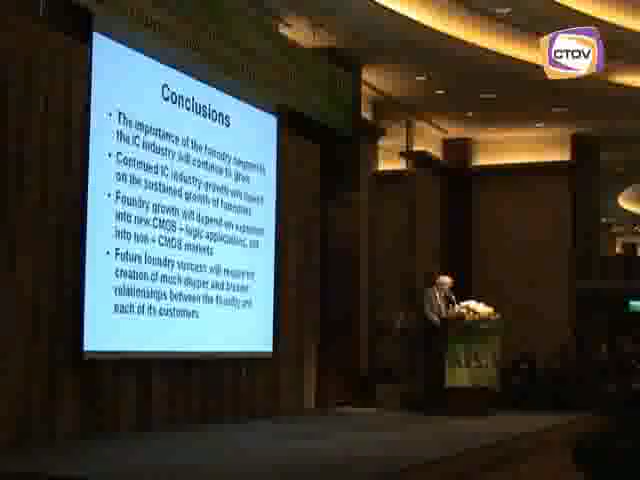 CTOV
Conclusions
• The importance of the foundry segment to
the IC industry will continue to grow
• Continued IC industry growth will depend
on the sustained growth of foundries
• Foundry growth will depend on expansion
into new CMOS – logic applications, and
into non – CMOS markets
• Future foundry success will require the
creation of much deeper and broader
relationships between the foundry and
each of its customers